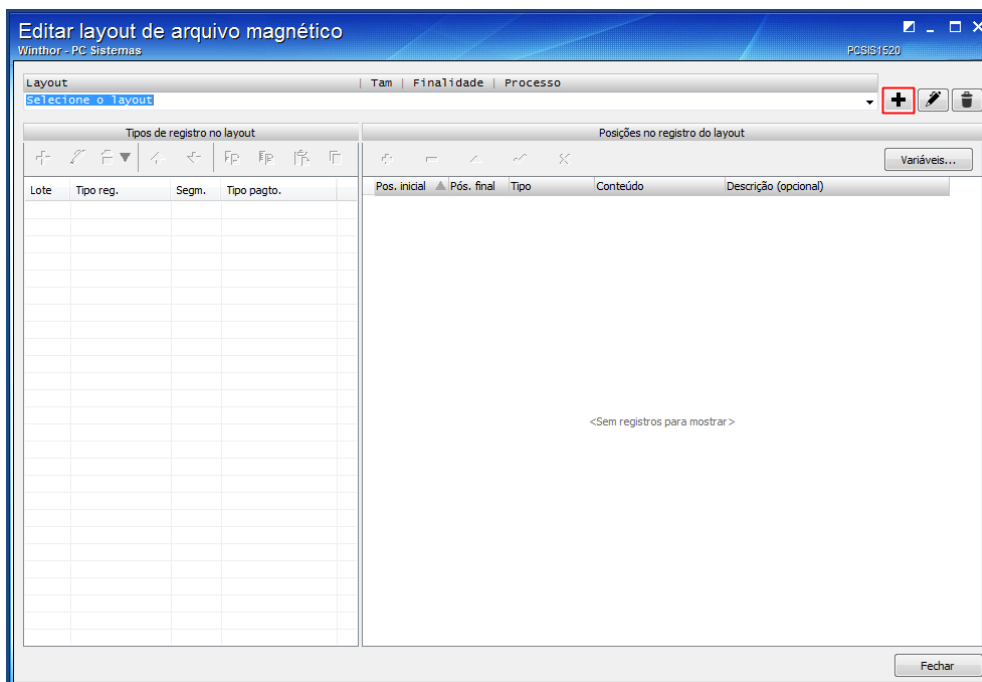 Editar layout de arquivo magnético
Winthor - PC Sistemas
PCSIS1520
Layout | Tam | Finalidade | Processo
Selecione o layout
Tipos de registro no layout
Posições no registro do layout
Variáveis...
Lote Tipo reg. Segm. Tipo pagto.
Pos. inicial Pós. final Tipo Conteúdo Descrição (opcional)
<Sem registros para mostrar>
Fechar